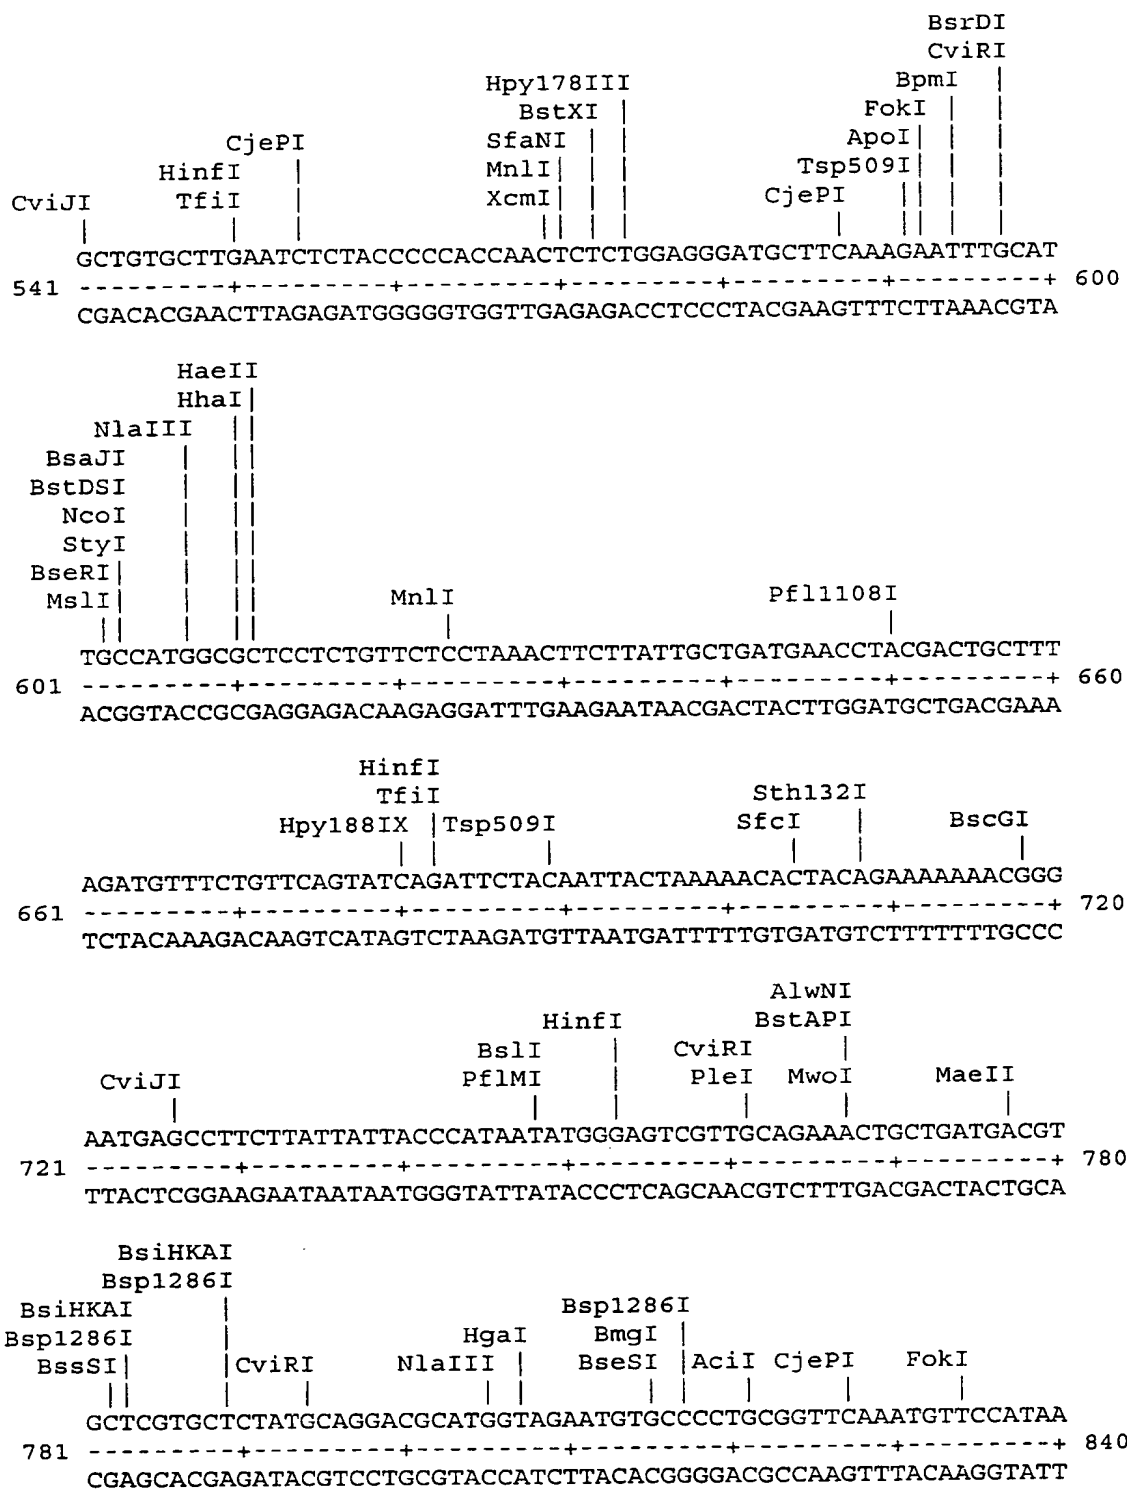 BsrDI
CviRI
Hpy178III BpmI
BstXI FokI
CjePI SfaNI ApoI
HinfI MnlI Tsp509I
CviJI TfiI XcmI CjePI
GCTGTGCTTGAATCTCTACCCCCACCAACTCTCTGGAGGGATGCTTCAAAGAATTTGCAT
541 ---------+---------+---------+---------+---------+---------+ 600
CGACACGAACTTAGAGATGGGGGTGGTTGAGAGACCTCCCTACGAAGTTTCTTAAACGTA
HaeII
HhaI
NlaIII
BsaJI
BstDSI
NcoI
StyI
BseRI
MslI MnlI Pfl1108I
TGCCATGGCGCTCCTCTGTTCTCCTAAACTTCTTATTGCTGATGAACCTACGACTGCTTT
601 ---------+---------+---------+---------+---------+---------+ 660
ACGGTACCGCGAGGAGACAAGAGGATTTGAAGAATAACGACTACTTGGATGCTGACGAAA
HinfI
TfiI Sth132I
Hpy188IX Tsp509I SfcI BscGI
AGATGTTTCTGTTCAGTATCAGATTCTACAATTACTAAAAACACTACAGAAAAAAACGGG
661 ---------+---------+---------+---------+---------+---------+ 720
TCTACAAAGACAAGTCATAGTCTAAGATGTTAATGATTTTTGTGATGTCTTTTTTTGCCC
AlwNI
HinfI BstAPI
BslI CviRI
CviJI PflMI PleI MwoI MaeII
AATGAGCCTTCTTATTATTACCCATAATATGGGAGTCGTTGCAGAAACTGCTGATGACGT
721 ---------+---------+---------+---------+---------+---------+ 780
TTACTCGGAAGAATAATAATGGGTATTATACCCTCAGCAACGTCTTTGACGACTACTGCA
BsiHKAI
Bsp1286I
BsiHKAI Bsp1286I
Bsp1286I HgaI BmgI
BssSI CviRI NlaIII BseSI AciI CjePI FokI
GCTCGTGCTCTATGCAGGACGCATGGTAGAATGTGCCCCTGCGGTTCAAATGTTCCATAA
781 ---------+---------+---------+---------+---------+---------+ 840
CGAGCACGAGATACGTCCTGCGTACCATCTTACACGGGGACGCCAAGTTTACAAGGTATT